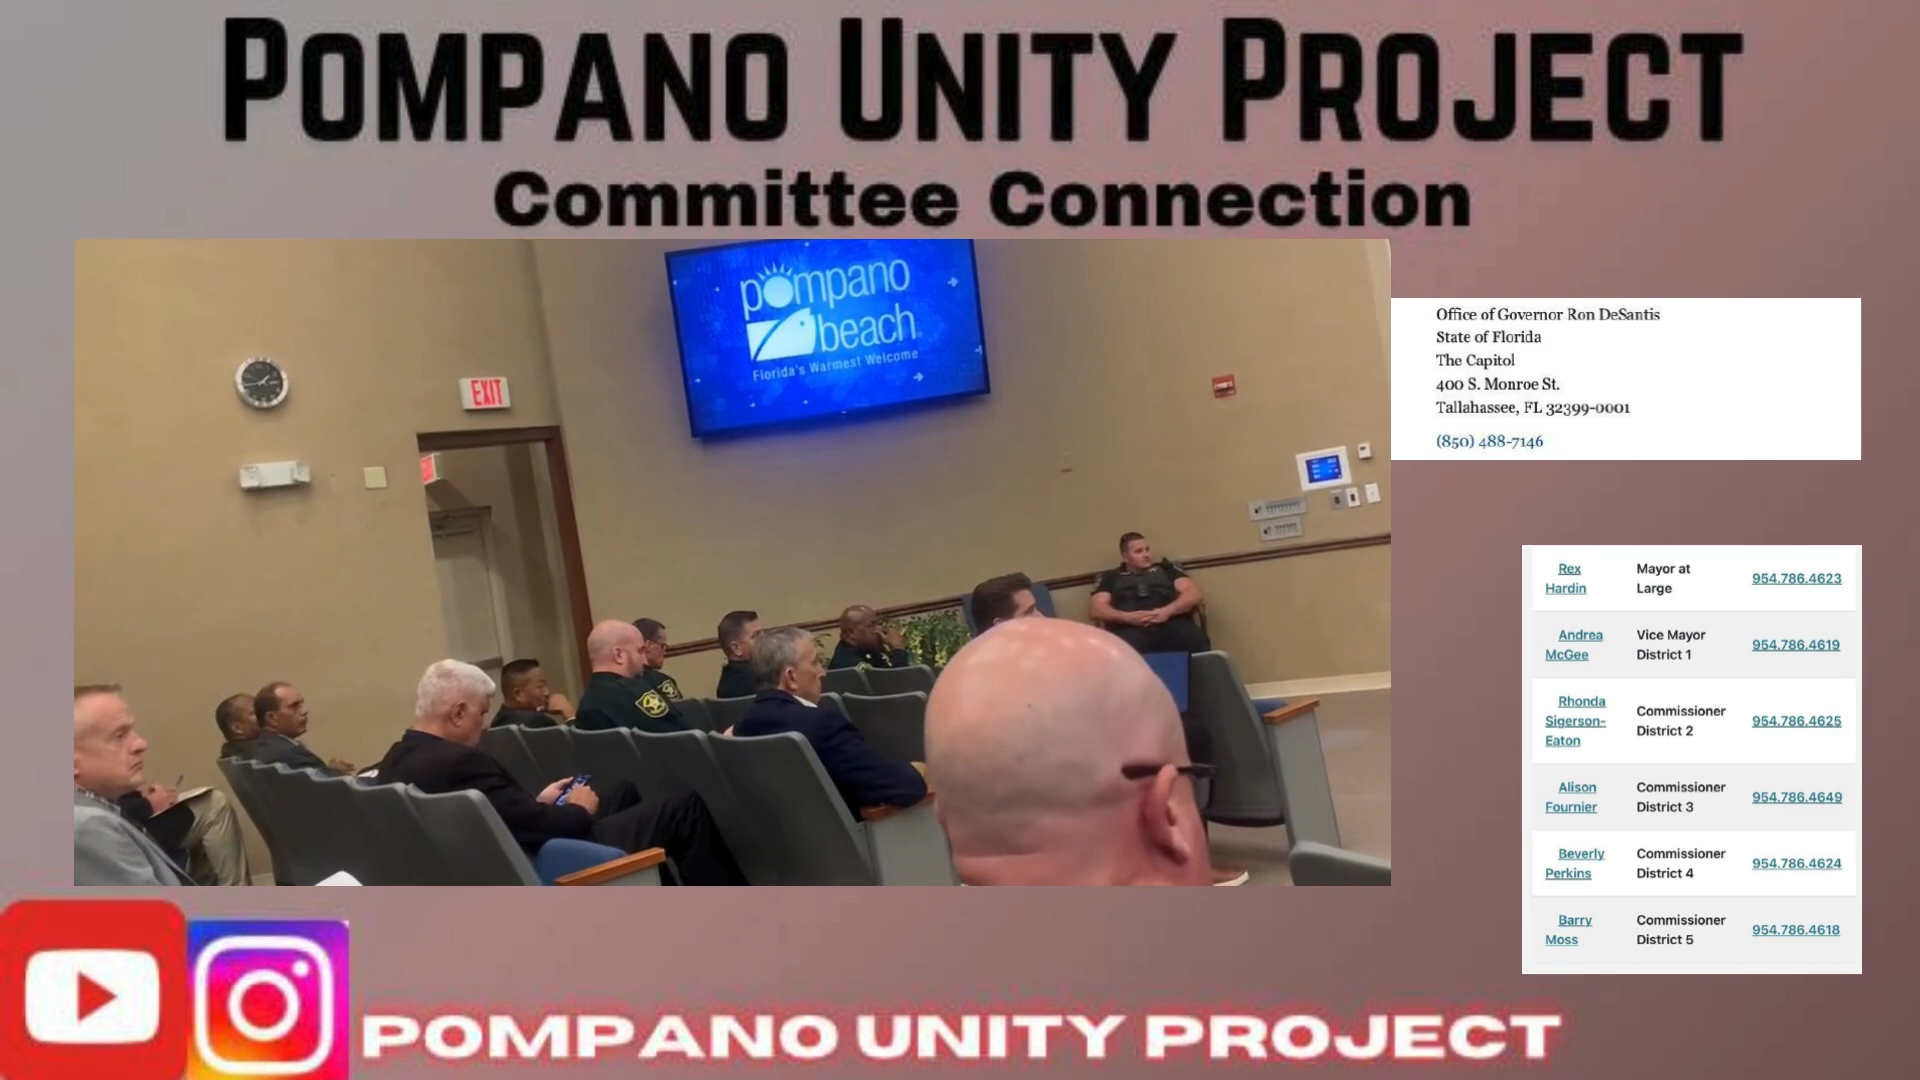 POMPANO UNITY PROJECT
Committee Connection
pompano
beach
Florida's Warmest Welcome
EXIT
Office of Governor Ron DeSantis
State of Florida
The Capitol
400 S. Monroe St.
Tallahassee, FL 32399-0001
(850) 488-7146
Rex
Hardin
Mayor at
Large
954.786.4623
Andrea
McGee
Vice Mayor
District 1
954.786.4619
Rhonda
Sigerson-
Eaton
Commissioner
District 2
954.786.4625
Alison
Fournier
Commissioner
District 3
954.786.4649
Beverly
Perkins
Commissioner
District 4
954.786.4624
Barry
Moss
Commissioner
District 5
954.786.4618
POMPANO UNITY PROJECT